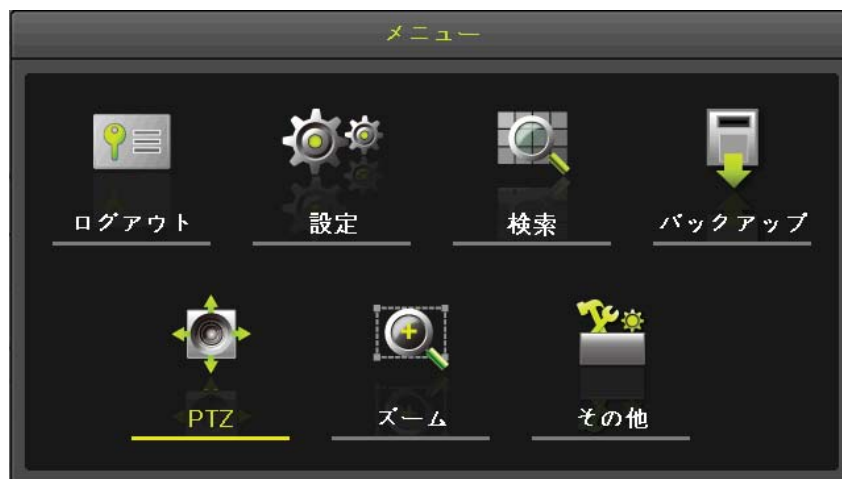 メニュー
ログアウト
設定
検索
バックアップ
PTZ
ズーム
その他